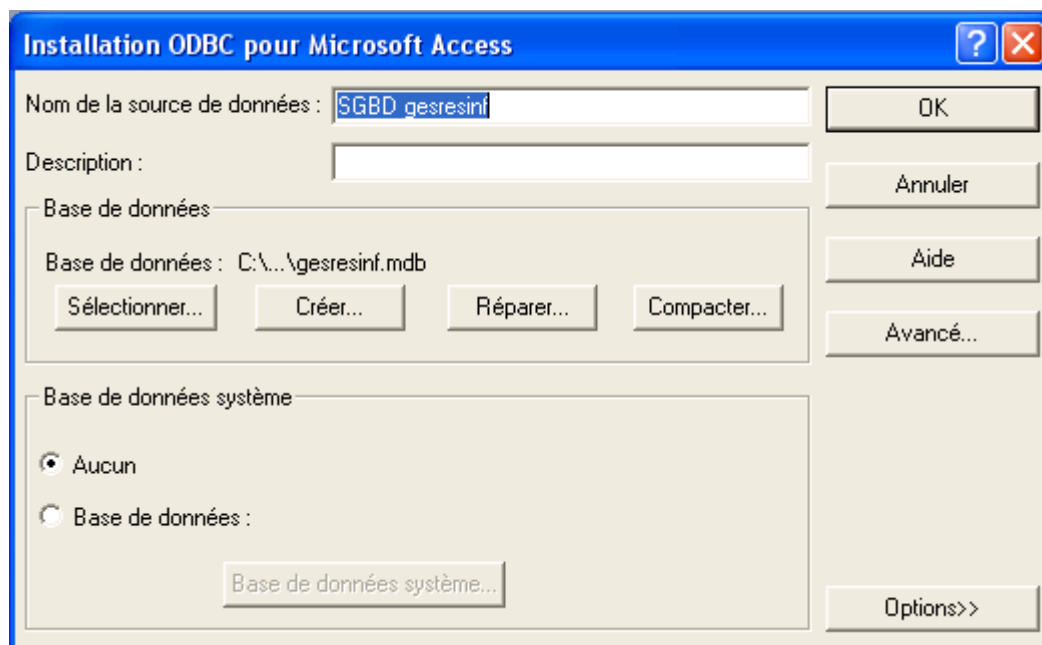 Installation ODBC pour Microsoft Access
Nom de la source de données : SGBD gesresinf
OK
Description :
Annuler
Base de données
Base de données : C:\...\gesresinf.mdb
Aide
Sélectionner... Créer... Réparer... Compacter...
Avancé...
Base de données système
Aucun
Base de données :
Base de données système...
Options>>